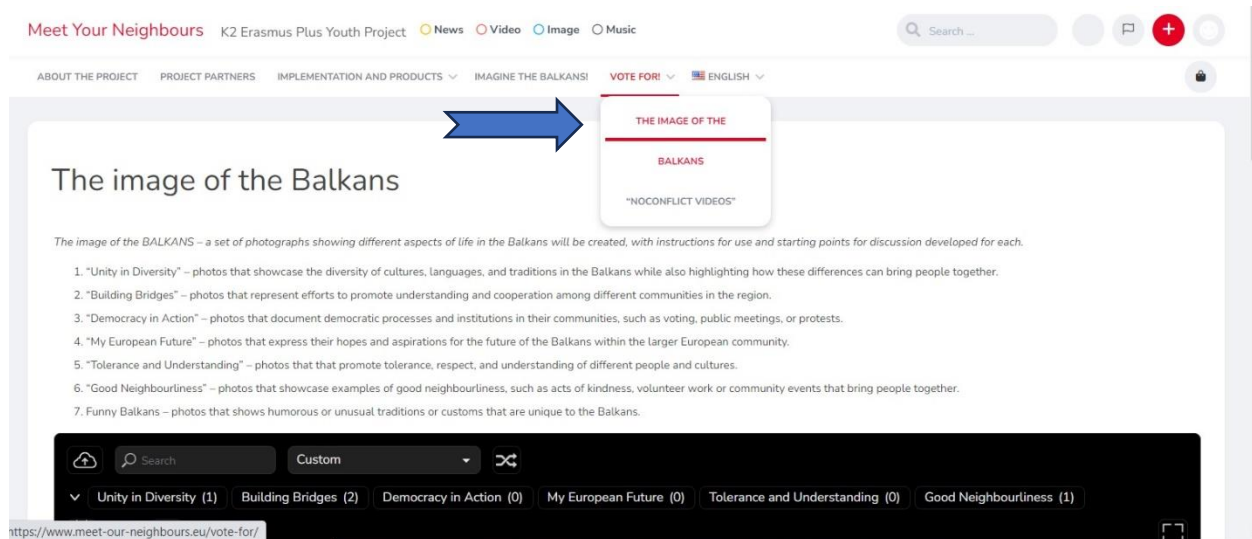 Meet Your Neighbours K2 Erasmus Plus Youth Project News Video Image Music Search ...
ABOUT THE PROJECT PROJECT PARTNERS IMPLEMENTATION AND PRODUCTS IMAGINE THE BALKANS! VOTE FOR! ENGLISH
THE IMAGE OF THE
BALKANS
"NOCONFLICT VIDEOS"
The image of the Balkans
The image of the BALKANS – a set of photographs showing different aspects of life in the Balkans will be created, with instructions for use and starting points for discussion developed for each.
1. "Unity in Diversity" – photos that showcase the diversity of cultures, languages, and traditions in the Balkans while also highlighting how these differences can bring people together.
2. "Building Bridges" – photos that represent efforts to promote understanding and cooperation among different communities in the region.
3. "Democracy in Action" – photos that document democratic processes and institutions in their communities, such as voting, public meetings, or protests.
4. "My European Future" – photos that express their hopes and aspirations for the future of the Balkans within the larger European community.
5. "Tolerance and Understanding" – photos that that promote tolerance, respect, and understanding of different people and cultures.
6. "Good Neighbourliness" – photos that showcase examples of good neighbourliness, such as acts of kindness, volunteer work or community events that bring people together.
7. Funny Balkans – photos that shows humorous or unusual traditions or customs that are unique to the Balkans.
Search Custom
Unity in Diversity (1) Building Bridges (2) Democracy in Action (0) My European Future (0) Tolerance and Understanding (0) Good Neighbourliness (1)
https://www.meet-our-neighbours.eu/vote-for/